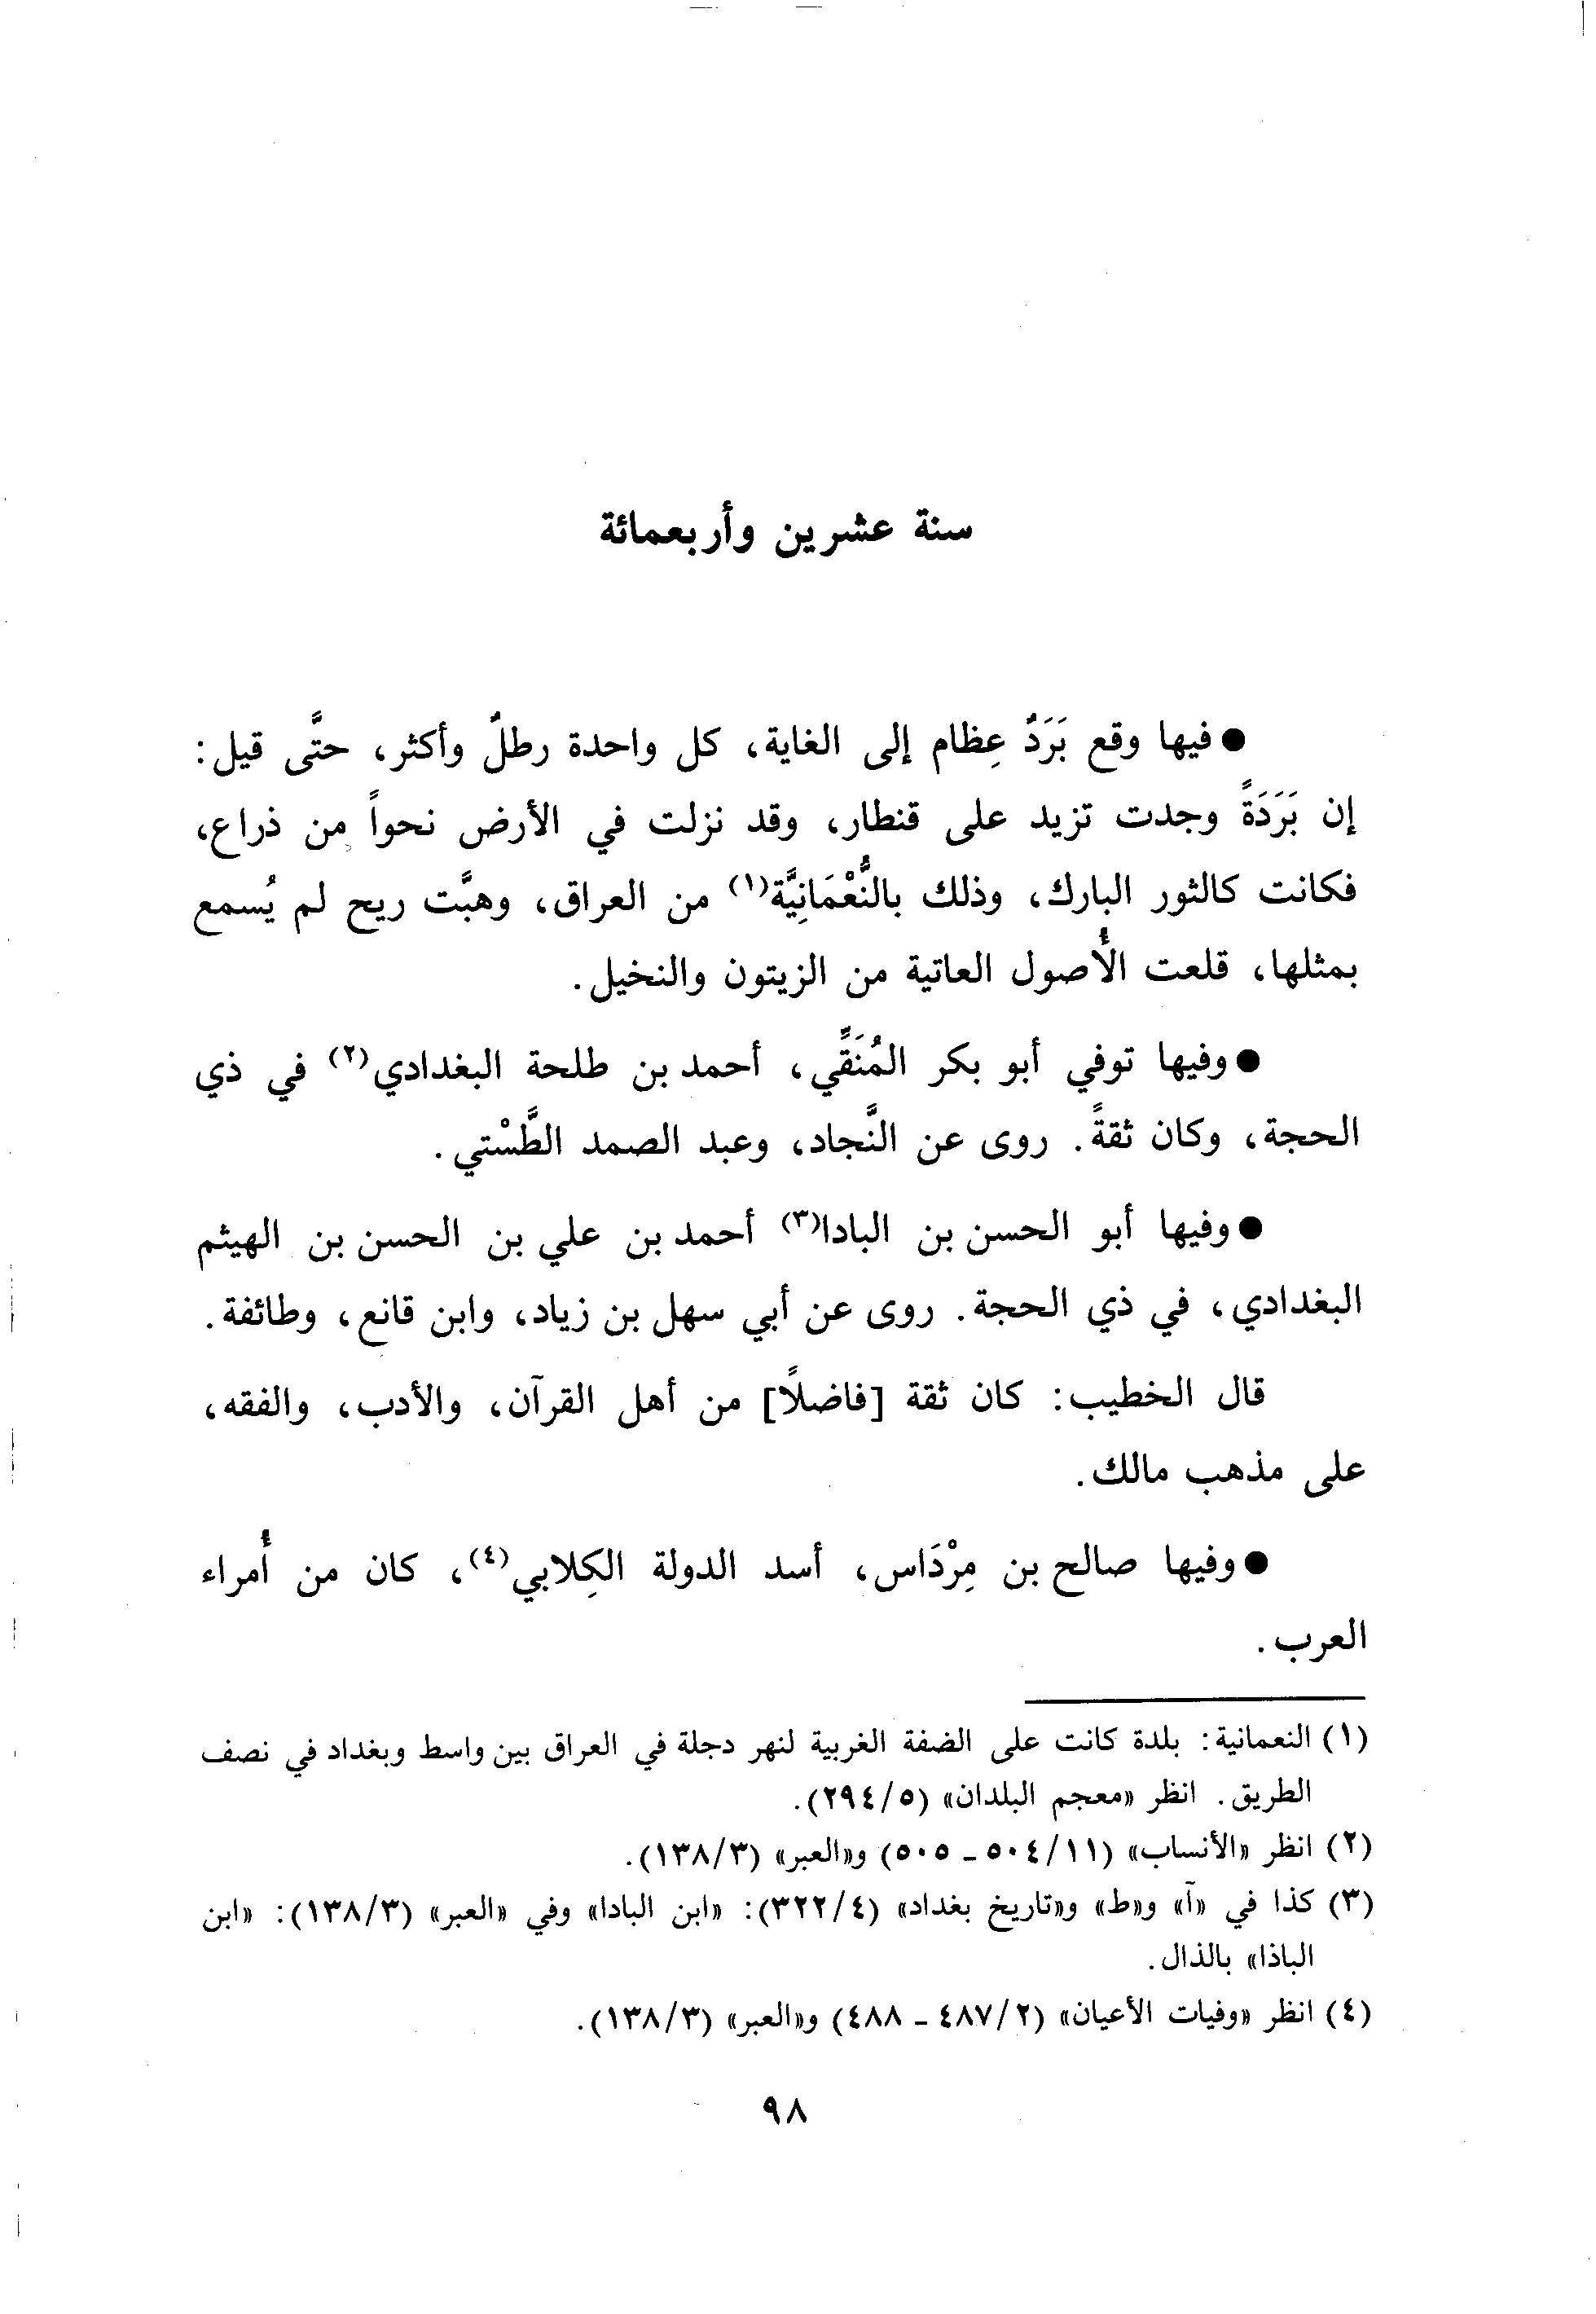 سنة عشرين وأربعمائة
● فيها وقع بَرَدٌ عِظام إلى الغاية، كل واحدة رطلٌ وأكثر، حتَّى قيل:
إن بَرَدَةً وجدت تزيد على قنطار، وقد نزلت في الأرض نحواً من ذراع،
فكانت كالثور البارك، وذلك بالنُّعْمَانِيَّة(١) من العراق، وهبَّت ريح لم يُسمع
بمثلها، قلعت الأُصول العاتية من الزيتون والنخيل.
● وفيها توفي أبو بكر المُنَقِّي، أحمد بن طلحة البغدادي(٢) في ذي
الحجة، وكان ثقةً. روى عن النَّجاد، وعبد الصمد الطَّسْتي.
● وفيها أبو الحسن بن البادا(٣) أحمد بن علي بن الحسن بن الهيثم
البغدادي، في ذي الحجة. روى عن أبي سهل بن زياد، وابن قانع، وطائفة.
قال الخطيب: كان ثقة [فاضلاً] من أهل القرآن، والأدب، والفقه،
على مذهب مالك.
● وفيها صالح بن مِرْدَاس، أسد الدولة الكِلابي(٤)، كان من أُمراء
العرب.
(١) النعمانية: بلدة كانت على الضفة الغربية لنهر دجلة في العراق بين واسط وبغداد في نصف
الطريق. انظر «معجم البلدان» (٥/٢٩٤).
(٢) انظر «الأنساب» (١١/٥٠٤ - ٥٠٥) و«العبر» (٣/١٣٨).
(٣) كذا في «آ» و«ط» و«تاريخ بغداد» (٤/٣٢٢): «ابن البادا» وفي «العبر» (٣/١٣٨): «ابن
الباذا» بالذال.
(٤) انظر «وفيات الأعيان» (٢/٤٨٧ - ٤٨٨) و«العبر» (٣/١٣٨).
٩٨